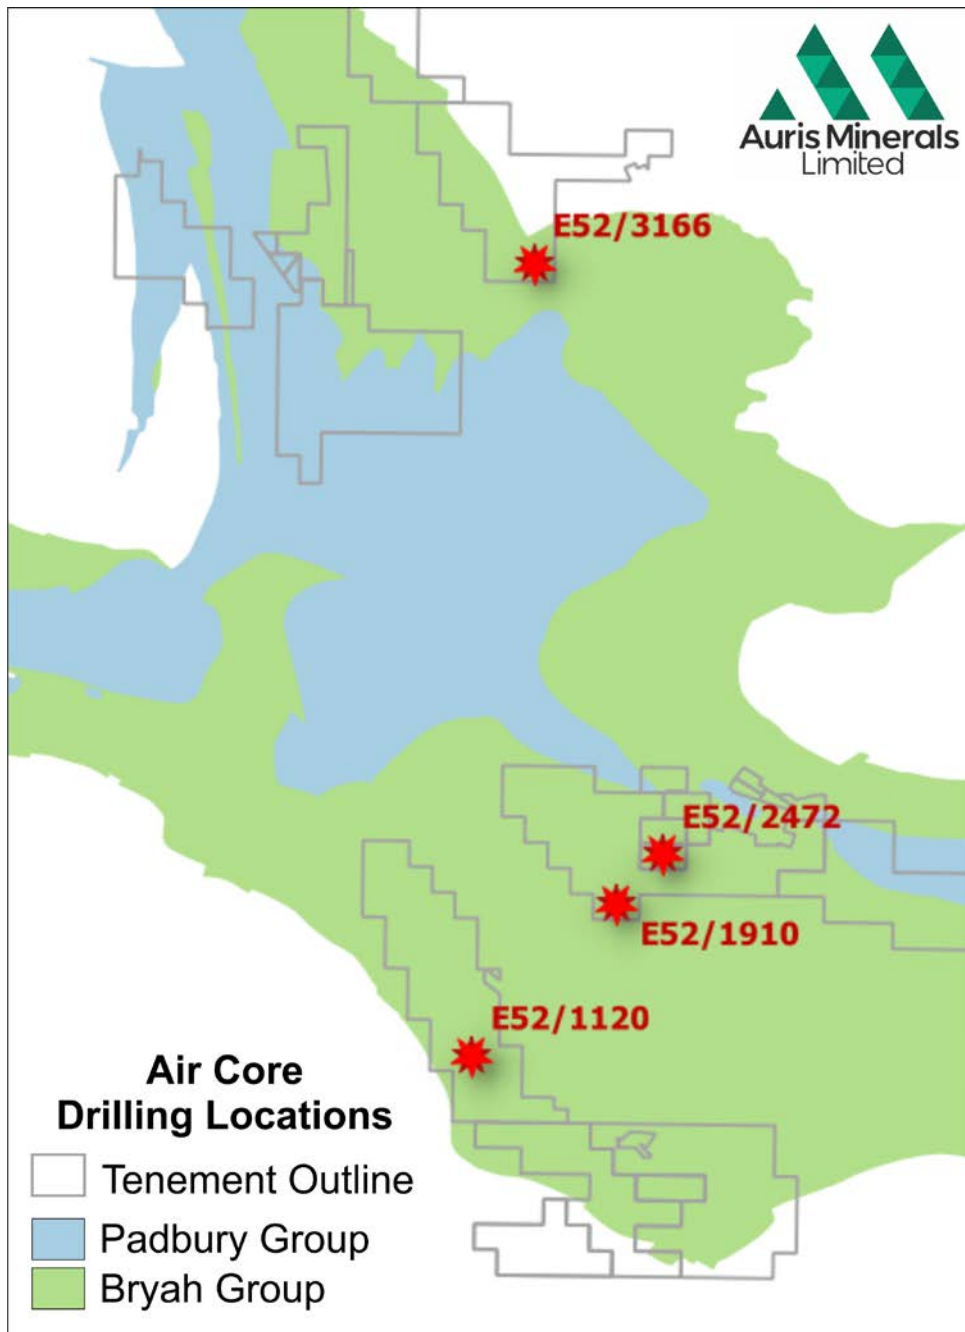 Auris Minerals
Limited
E52/3166
E52/2472
E52/1910
E52/1120
Air Core
Drilling Locations
Tenement Outline
Padbury Group
Bryah Group